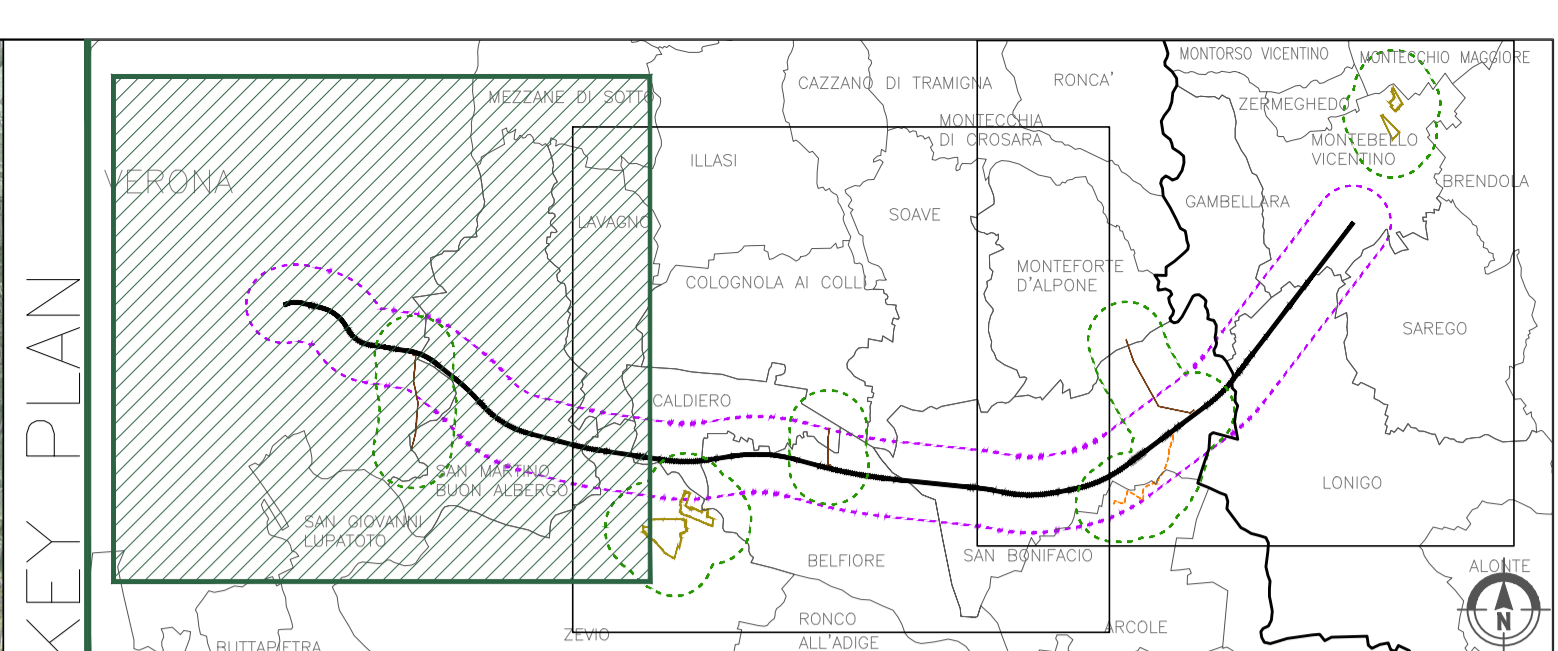 KEY PLAN
MONTORSO VICENTINO
MONTECCHIO MAGGIORE
CAZZANO DI TRAMIGNA
RONCA'
MEZZANE DI SOTTO
ZERMEGHEDO
MONTECCHIA
DI CROSARA
MONTEBELLO
VICENTINO
ILLASI
VERONA
BRENDOLA
GAMBELLARA
SOAVE
LAVAGNO
MONTEFORTE
D'ALPONE
COLOGNOLA AI COLLI
SAREGO
CALDIERO
SAN MARTINO
BUON ALBERGO
LONIGO
SAN GIOVANNI
LUPATOTO
SAN BONIFACIO
BELFIORE
ALONTE
N
RONCO
ALL'ADIGE
ARCOLE
ZEVIO
BUTTAPIETRA